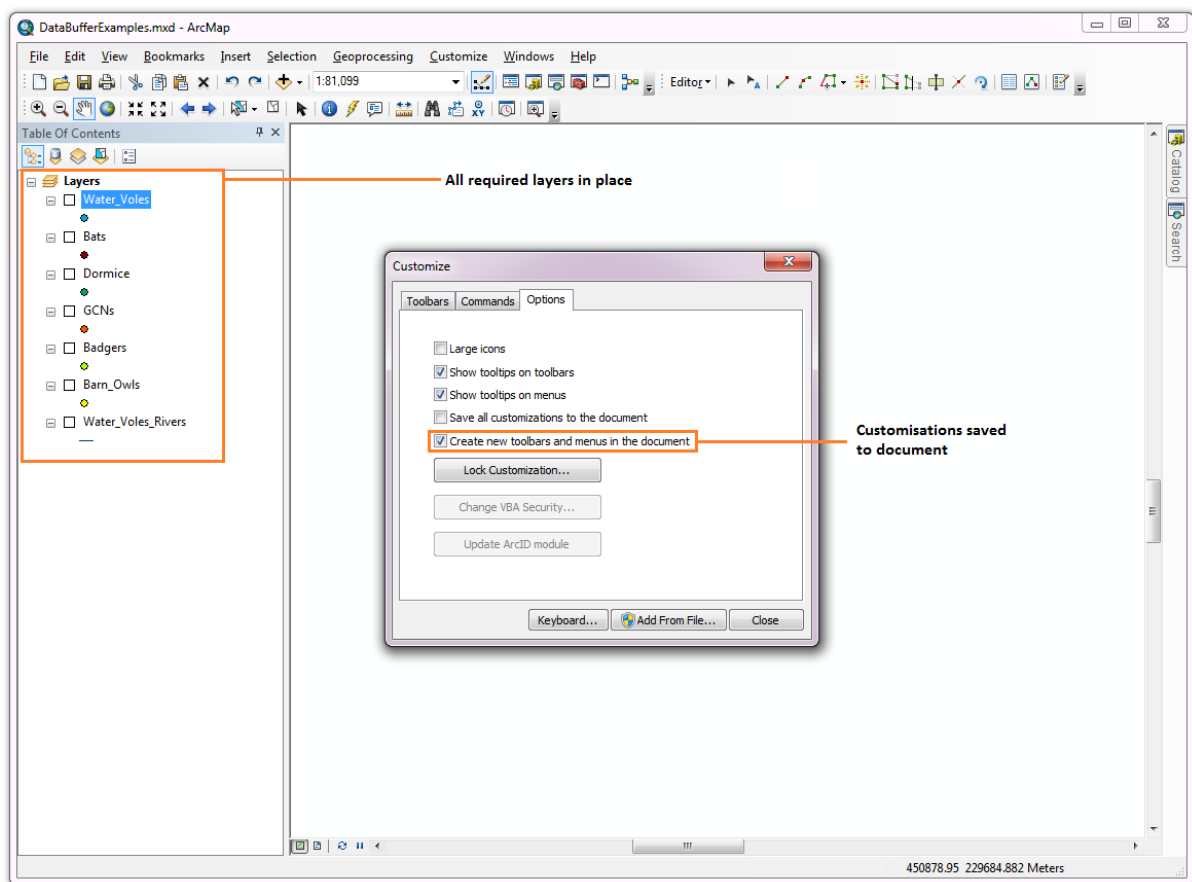 DataBufferExamples.mxd - ArcMap
File Edit View Bookmarks Insert Selection Geoprocessing Customize Windows Help
1:81,099 Editor
Table Of Contents
Layers
Water_Voles
Bats
Dormice
GCNs
Badgers
Barn_Owls
Water_Voles_Rivers
All required layers in place
Customize
Toolbars Commands Options
Large icons
Show tooltips on toolbars
Show tooltips on menus
Save all customizations to the document
Create new toolbars and menus in the document
Lock Customization...
Change VBA Security...
Update ArcID module
Keyboard... Add From File... Close
Customisations saved
to document
Catalog
Search
450878.95 229684.882 Meters